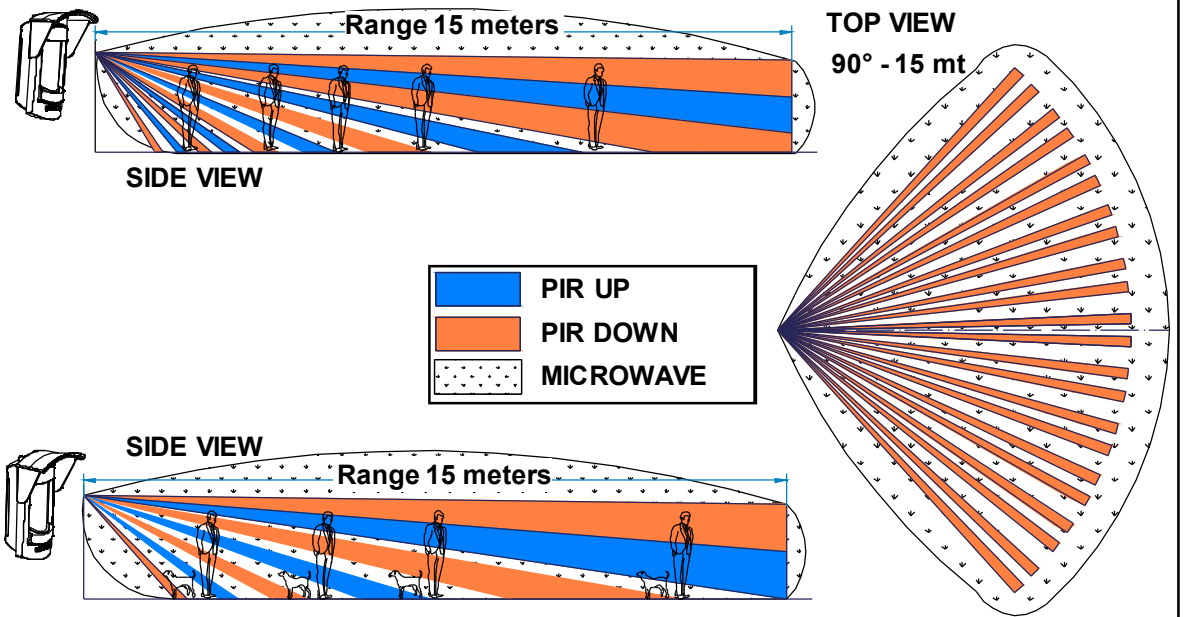 Range 15 meters
SIDE VIEW
TOP VIEW
90° - 15 mt
PIR UP
PIR DOWN
MICROWAVE
SIDE VIEW
Range 15 meters